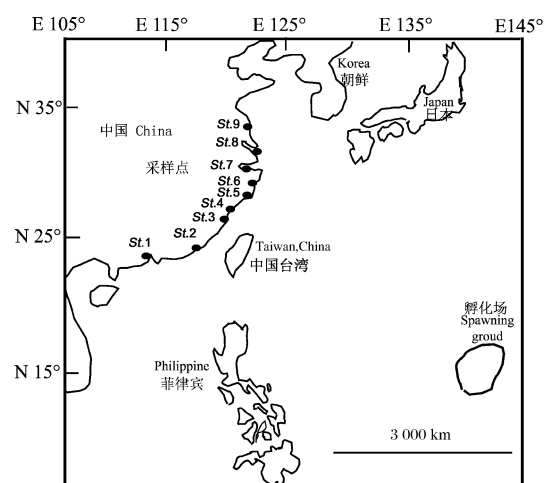 E 105° E 115° E 125° E 135° E145°
Korea
朝鲜
N 35°
Japan
日本
中国 China
St.9
St.8
采样点
St.7
St.6
St.5
St.4
St.3
N 25°
St.2
St.1
Taiwan,China
中国台湾
孵化场
Spawning
groud
N 15°
Philippine
菲律宾
3 000 km